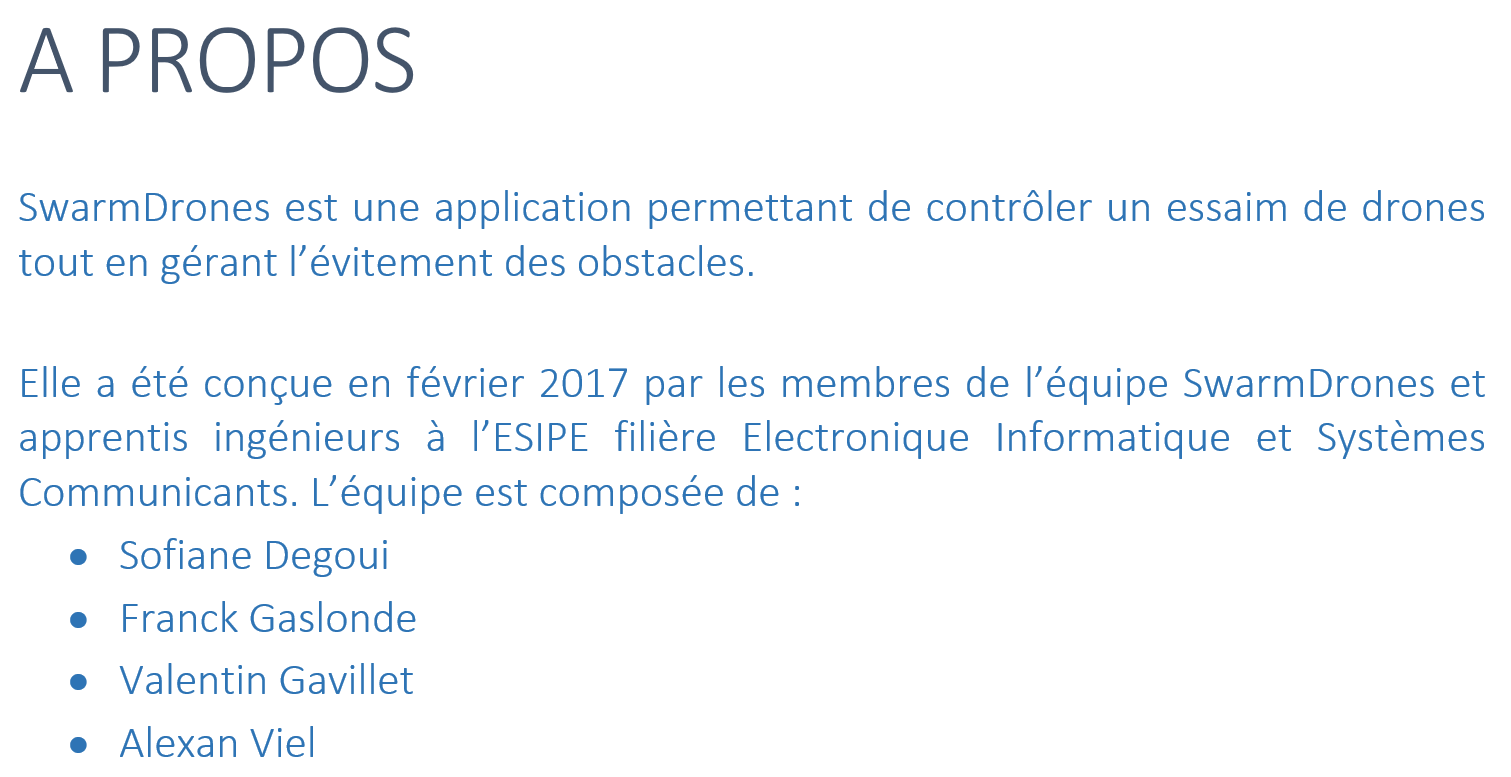 A PROPOS
SwarmDrones est une application permettant de contrôler un essaim de drones
tout en gérant l’évitement des obstacles.
Elle a été conçue en février 2017 par les membres de l’équipe SwarmDrones et
apprentis ingénieurs à l’ESIPE filière Electronique Informatique et Systèmes
Communicants. L’équipe est composée de :
● Sofiane Degoui
● Franck Gaslonde
● Valentin Gavillet
● Alexan Viel